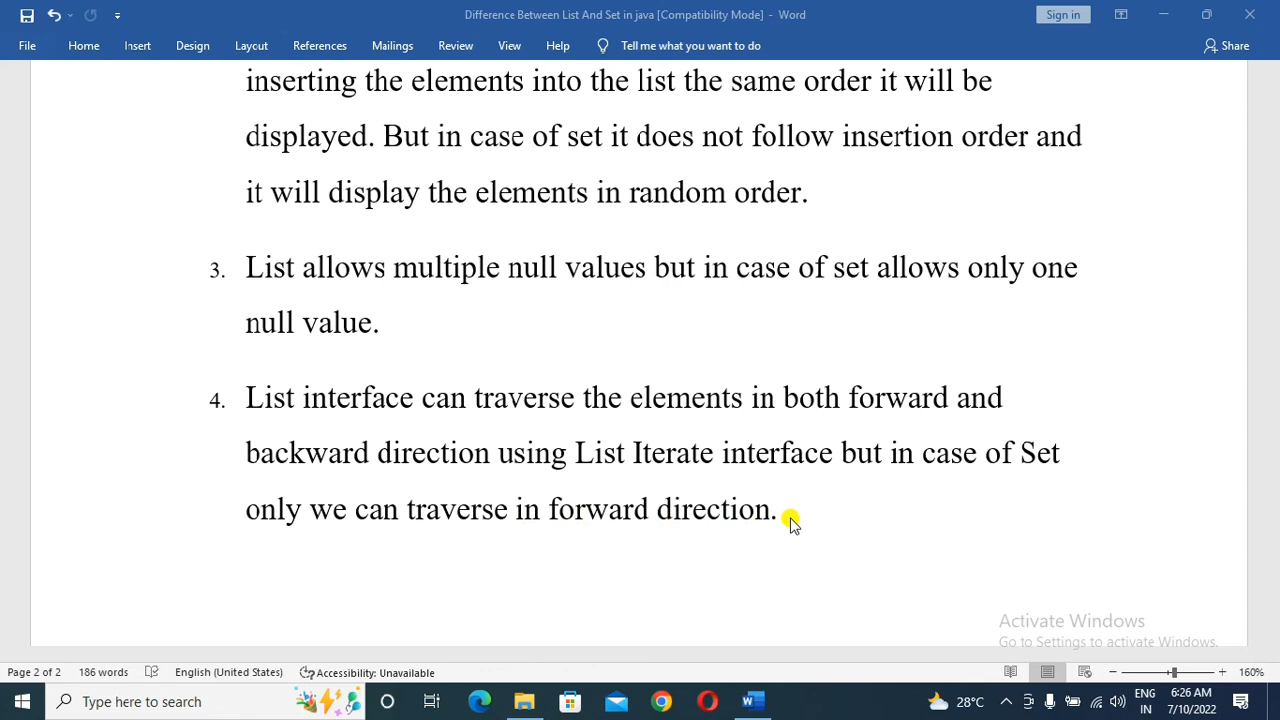 Difference Between List And Set in java [Compatibility Mode] - Word
Sign in
File Home Insert Design Layout References Mailings Review View Help Tell me what you want to do Share
inserting the elements into the list the same order it will be
displayed. But in case of set it does not follow insertion order and
it will display the elements in random order.
3. List allows multiple null values but in case of set allows only one
null value.
4. List interface can traverse the elements in both forward and
backward direction using List Iterate interface but in case of Set
only we can traverse in forward direction.
Activate Windows
Go to Settings to activate Windows.
Page 2 of 2 186 words English (United States) Accessibility: Unavailable 160%
Type here to search 28°C ENG 6:26 AM
IN 7/10/2022